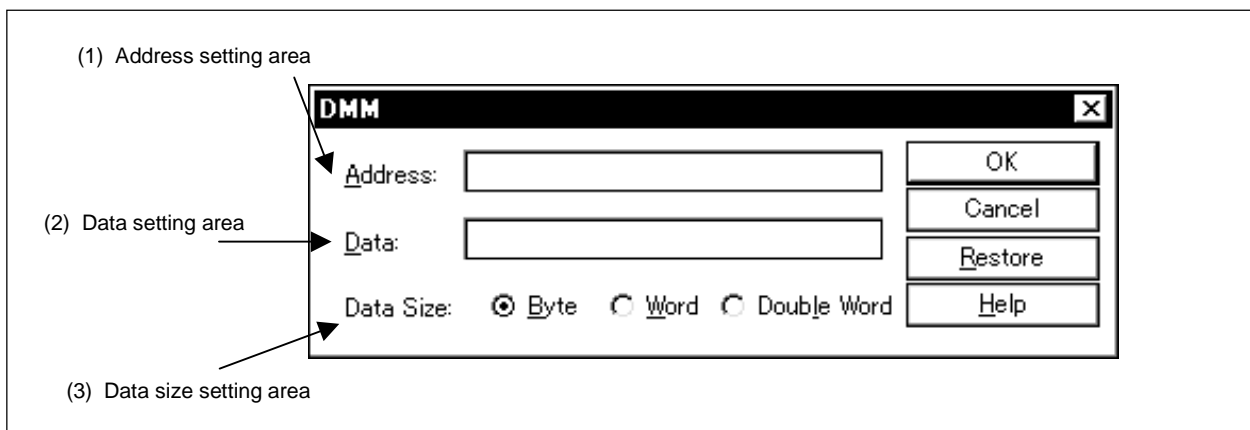 (1) Address setting area
DMM
Address:
OK
Cancel
(2) Data setting area
Data:
Restore
Data Size: Byte Word Double Word
Help
(3) Data size setting area